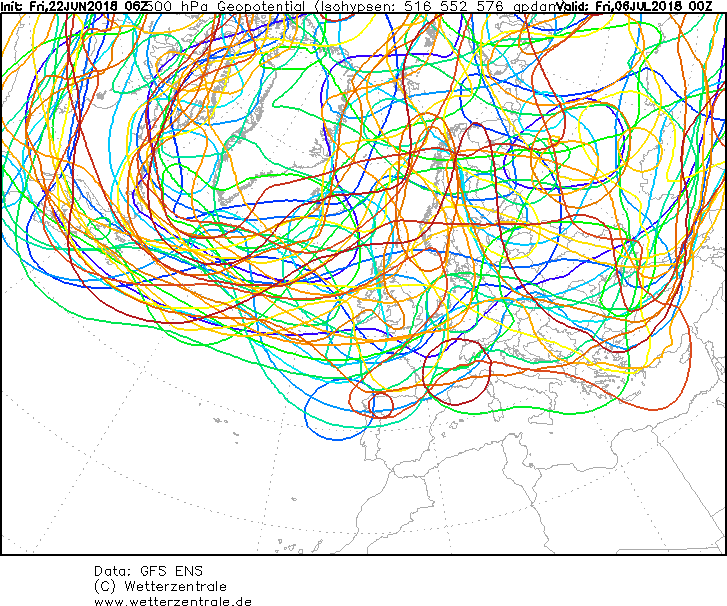 Init: Fri,22JUN2018 06Z 500 hPa Geopotential (Isohypsen: 516 552 576 gpdam) Valid: Fri,06JUL2018 00Z
Data: GFS ENS
(C) Wetterzentrale
www.wetterzentrale.de